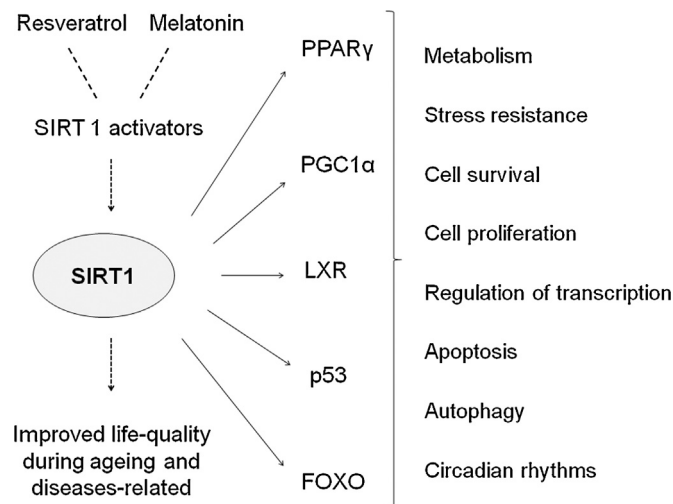 Resveratrol Melatonin
SIRT 1 activators
SIRT1
Improved life-quality
during ageing and
diseases-related
PPARγ
PGC1α
LXR
p53
FOXO
Metabolism
Stress resistance
Cell survival
Cell proliferation
Regulation of transcription
Apoptosis
Autophagy
Circadian rhythms